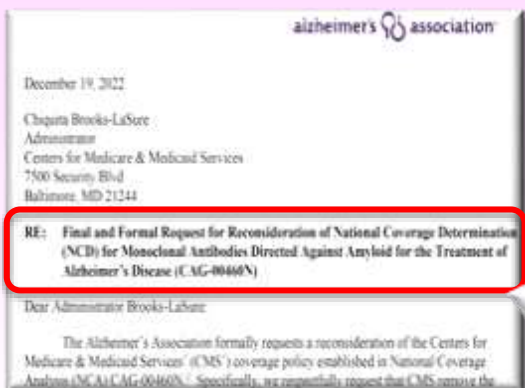 alzheimer's association
December 19, 2022
Chiquita Brooks-LaSure
Administrator
Centers for Medicare & Medicaid Services
7500 Security Blvd
Baltimore, MD 21244
RE: Final and Formal Request for Reconsideration of National Coverage Determination
(NCD) for Monoclonal Antibodies Directed Against Amyloid for the Treatment of
Alzheimer's Disease (CAG-00460N)
Dear Administrator Brooks-LaSure:
The Alzheimer's Association formally requests a reconsideration of the Centers for
Medicare & Medicaid Services' (CMS') coverage policy established in National Coverage
Analysis (NCA) CAG-00460N. Specifically, we respectfully request that CMS remove the